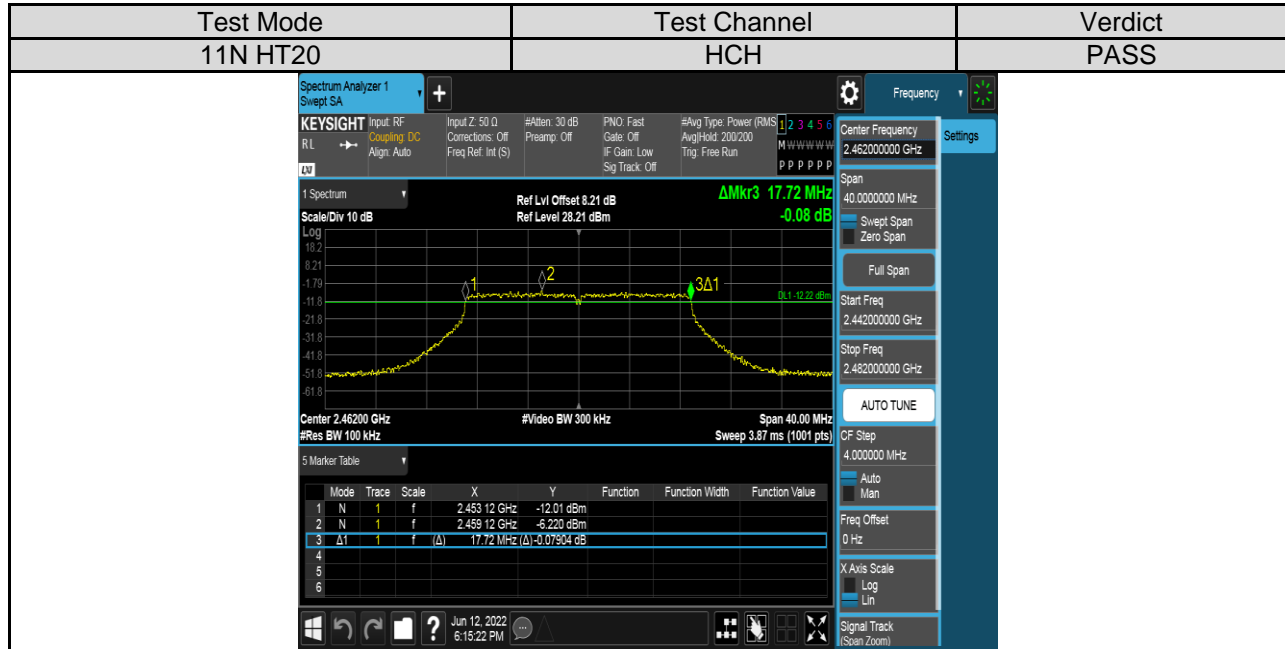 Test Mode Test Channel Verdict
11N HT20 HCH PASS
Spectrum Analyzer 1
Swept SA
+
Frequency
KEYSIGHT Input: RF Input Z: 50 Ω #Atten: 30 dB PNO: Fast #Avg Type: Power (RMS 1 2 3 4 5 6
RL Coupling: DC Corrections: Off Preamp: Off Gate: Off Avg|Hold: 200/200 M W W W W W
Align: Auto Freq Ref: Int (S) IF Gain: Low Trig: Free Run
Sig Track: Off P P P P P P
LXI
Center Frequency
2.462000000 GHz
Settings
Span
40.0000000 MHz
Swept Span
Zero Span
Full Span
Start Freq
2.442000000 GHz
Stop Freq
2.482000000 GHz
AUTO TUNE
CF Step
4.000000 MHz
Auto
Man
Freq Offset
0 Hz
X Axis Scale
Log
Lin
Signal Track
(Span Zoom)
1 Spectrum
Ref Lvl Offset 8.21 dB ΔMkr3 17.72 MHz
Scale/Div 10 dB Ref Level 28.21 dBm -0.08 dB
Log
18.2
8.21
-1.79
-11.8
-21.8
-31.8
-41.8
-51.8
-61.8
1
2
3Δ1
DL1 -12.22 dBm
Center 2.46200 GHz #Video BW 300 kHz Span 40.00 MHz
#Res BW 100 kHz Sweep 3.87 ms (1001 pts)
5 Marker Table
Mode Trace Scale X Y Function Function Width Function Value
1 N 1 f 2.453 12 GHz -12.01 dBm
2 N 1 f 2.459 12 GHz -6.220 dBm
3 Δ1 1 f (Δ) 17.72 MHz (Δ) -0.07904 dB
4
5
6
?
Jun 12, 2022
6:15:22 PM